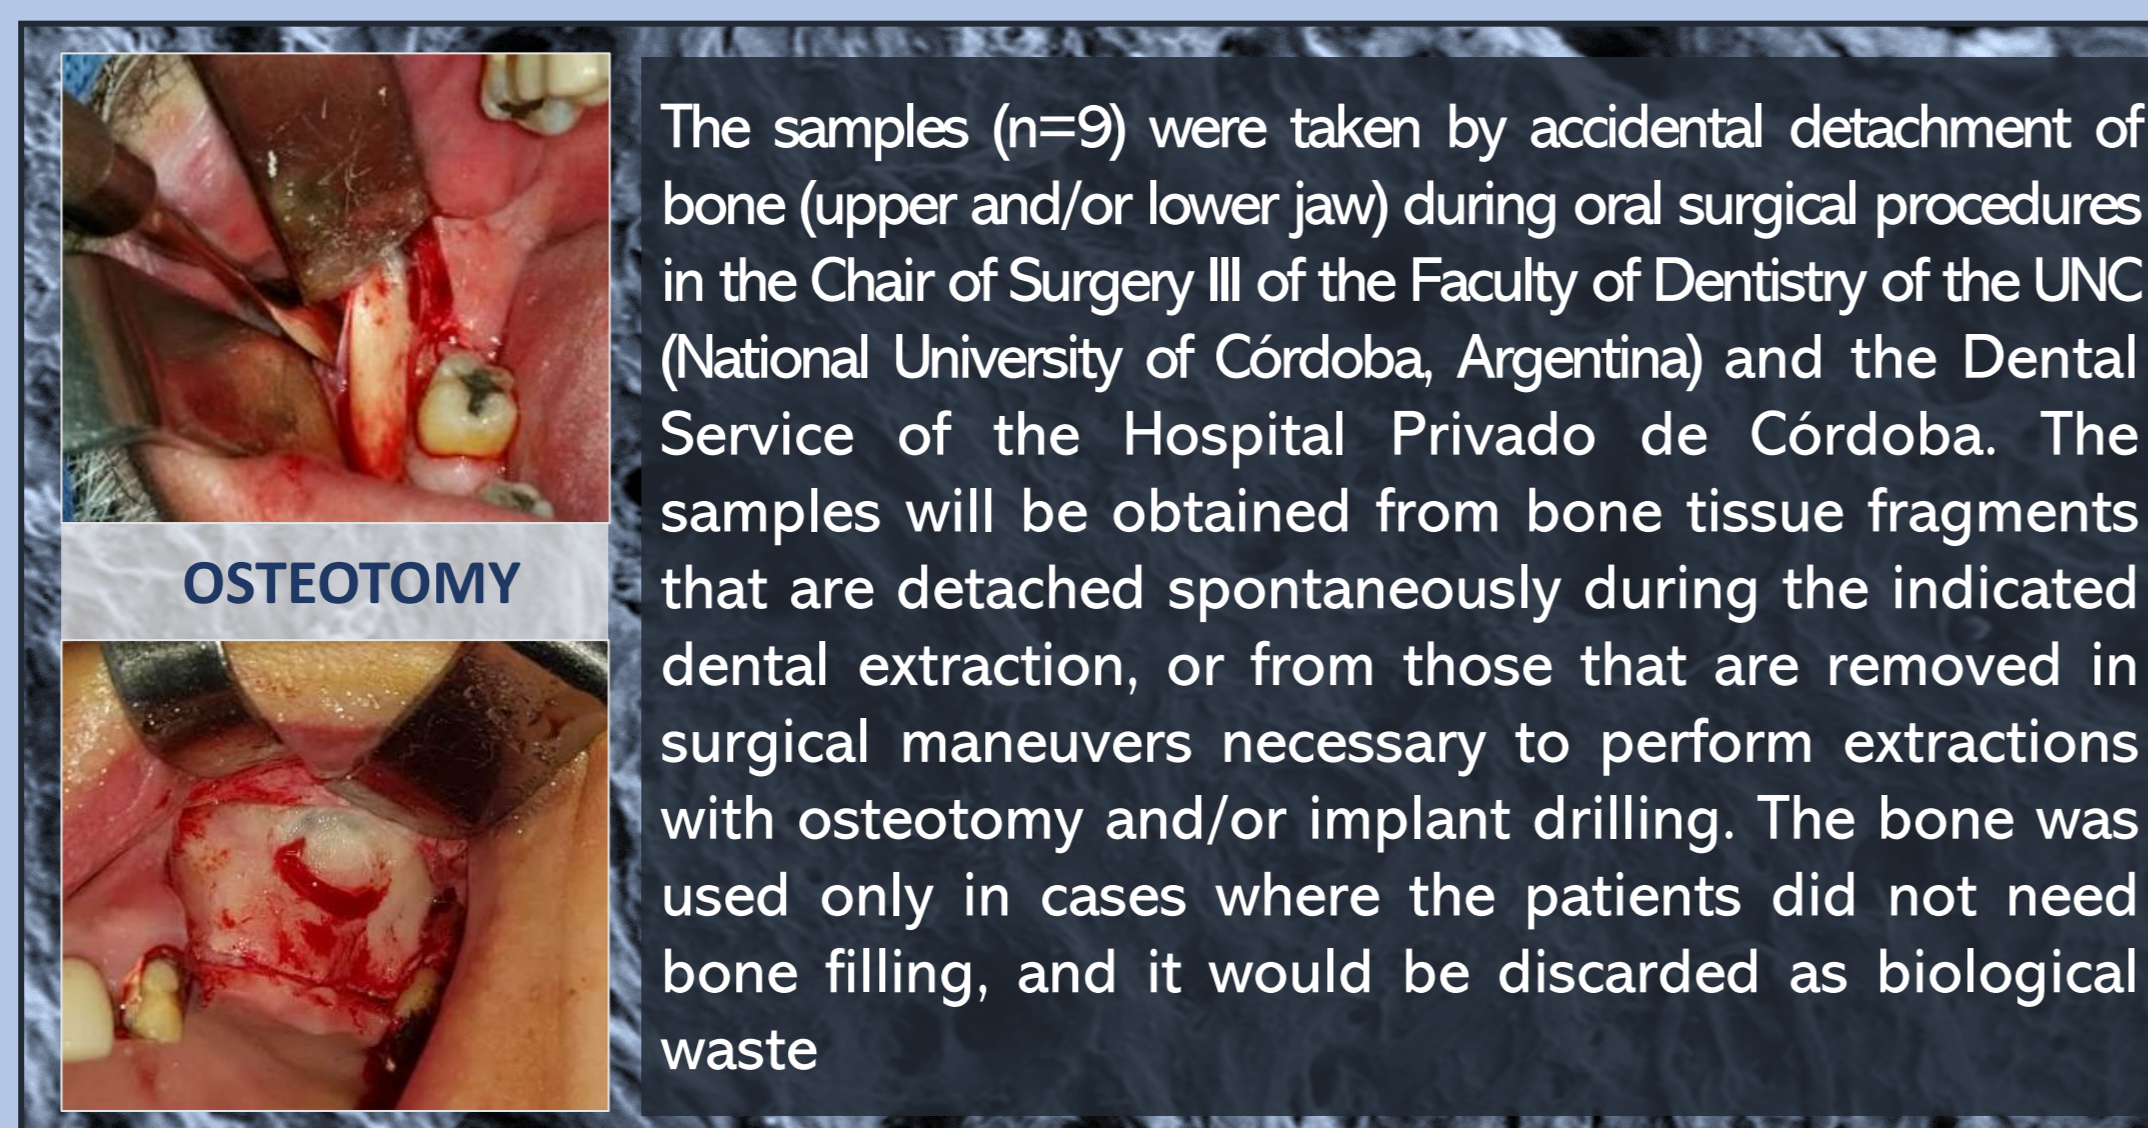 OSTEOTOMY
The samples (n=9) were taken by accidental detachment of
bone (upper and/or lower jaw) during oral surgical procedures
in the Chair of Surgery III of the Faculty of Dentistry of the UNC
(National University of Córdoba, Argentina) and the Dental
Service of the Hospital Privado de Córdoba. The
samples will be obtained from bone tissue fragments
that are detached spontaneously during the indicated
dental extraction, or from those that are removed in
surgical maneuvers necessary to perform extractions
with osteotomy and/or implant drilling. The bone was
used only in cases where the patients did not need
bone filling, and it would be discarded as biological
waste